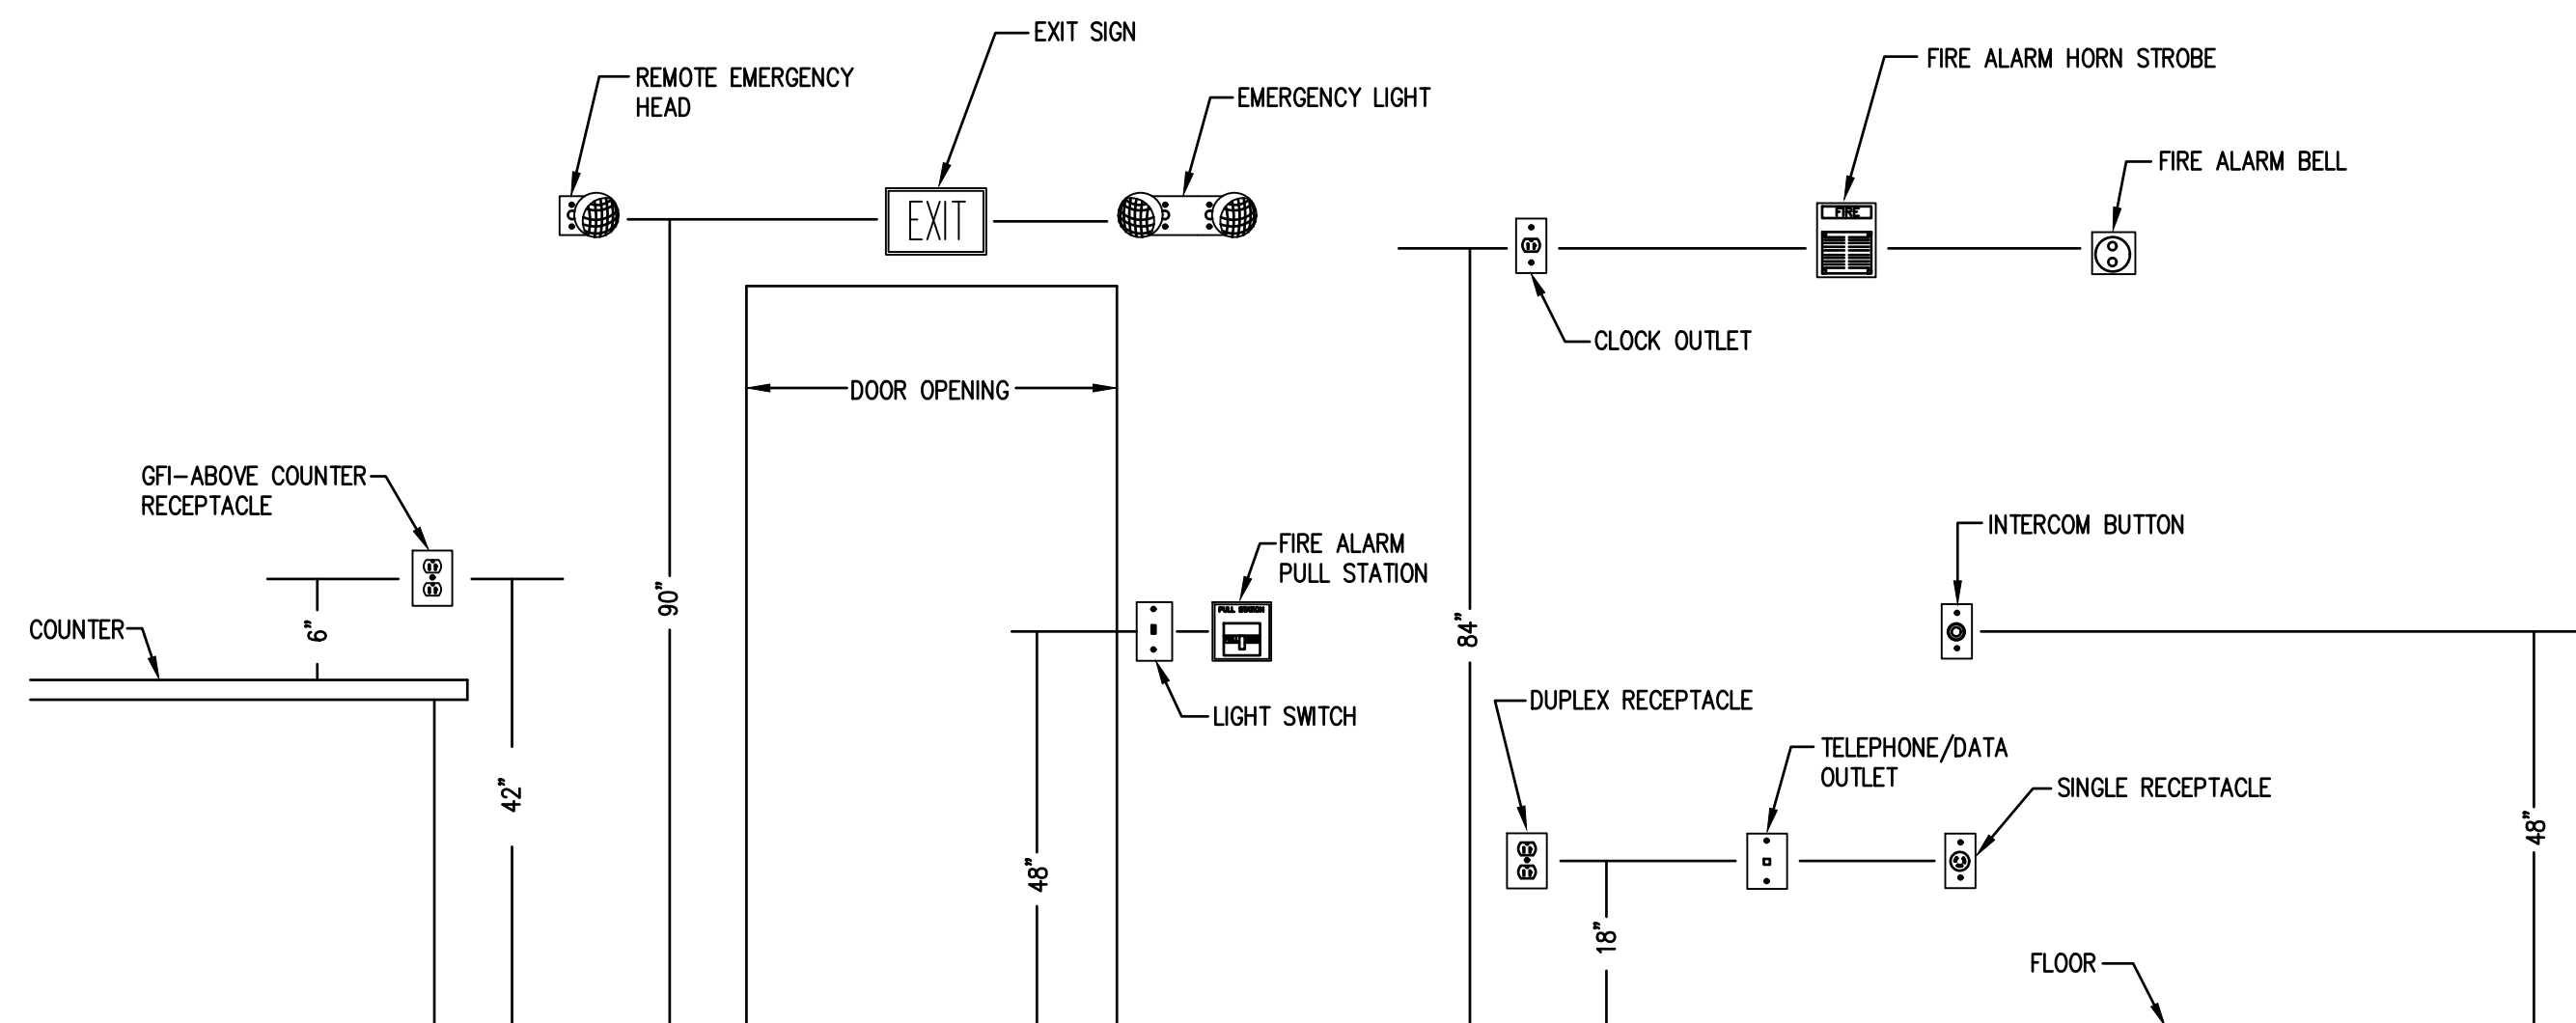 EXIT SIGN
REMOTE EMERGENCY
HEAD
EMERGENCY LIGHT
FIRE ALARM HORN STROBE
FIRE ALARM BELL
EXIT
FIRE
CLOCK OUTLET
DOOR OPENING
GFI-ABOVE COUNTER
RECEPTACLE
INTERCOM BUTTON
FIRE ALARM
PULL STATION
90”
84”
PULL STATION
COUNTER
6”
LIGHT SWITCH
DUPLEX RECEPTACLE
TELEPHONE/DATA
OUTLET
SINGLE RECEPTACLE
42”
48”
48”
18”
FLOOR